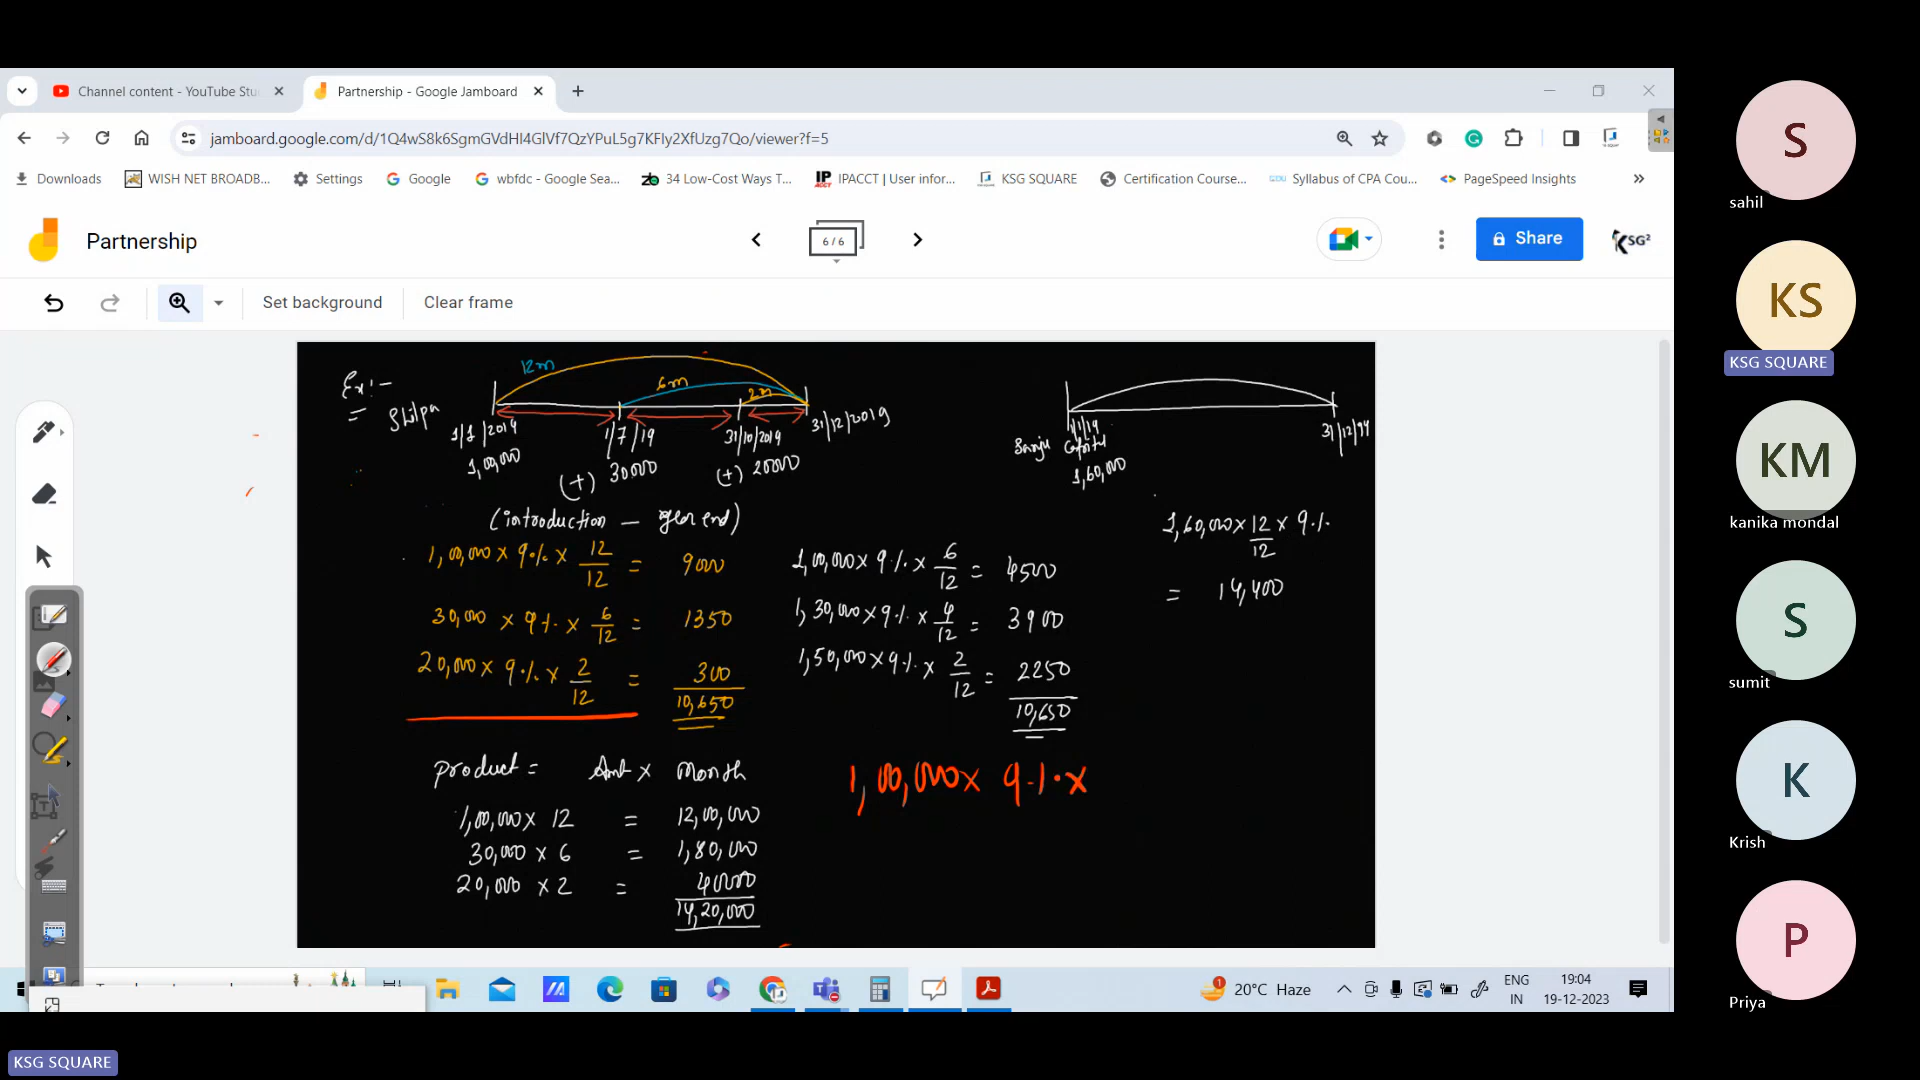 Channel content - YouTube Stu
Partnership - Google Jamboard
jamboard.google.com/d/1Q4wS8k6SgmGVdHI4GlVf7QzYPuL5g7KFIy2XfUzg7Qo/viewer?f=5
Downloads WISH NET BROADB... Settings Google wbfdc - Google Sea... 34 Low-Cost Ways T... IPACCT | User infor... KSG SQUARE Certification Course... Syllabus of CPA Cou... PageSpeed Insights
Partnership
6 / 6
Share
KSG²
Set background Clear frame
Ex:-
Shilpa
12m 6m 2m
1/1/2019 1/7/19 31/10/2019 31/12/2019
1,00,000 (+) 30000 (+) 20000
(introduction - year end)
1,00,000 x 9% x 12/12 = 9000
30,000 x 9% x 6/12 = 1350
20,000 x 9% x 2/12 = 300
10,650
1,00,000 x 9% x 6/12 = 4500
1,30,000 x 9% x 4/12 = 3900
1,50,000 x 9% x 2/12 = 2250
10,650
Sanju 1/1/19 Capital 1,60,000
31/12/19
1,60,000 x 12/12 x 9%
= 14,400
product = Amt x Month
1,00,000 x 12 = 12,00,000
30,000 x 6 = 1,80,000
20,000 x 2 = 40000
14,20,000
1,00,000 x 9% x
20°C Haze
ENG
IN
19:04
19-12-2023
S
sahil
KS
KSG SQUARE
KM
kanika mondal
S
sumit
K
Krish
P
Priya
KSG SQUARE